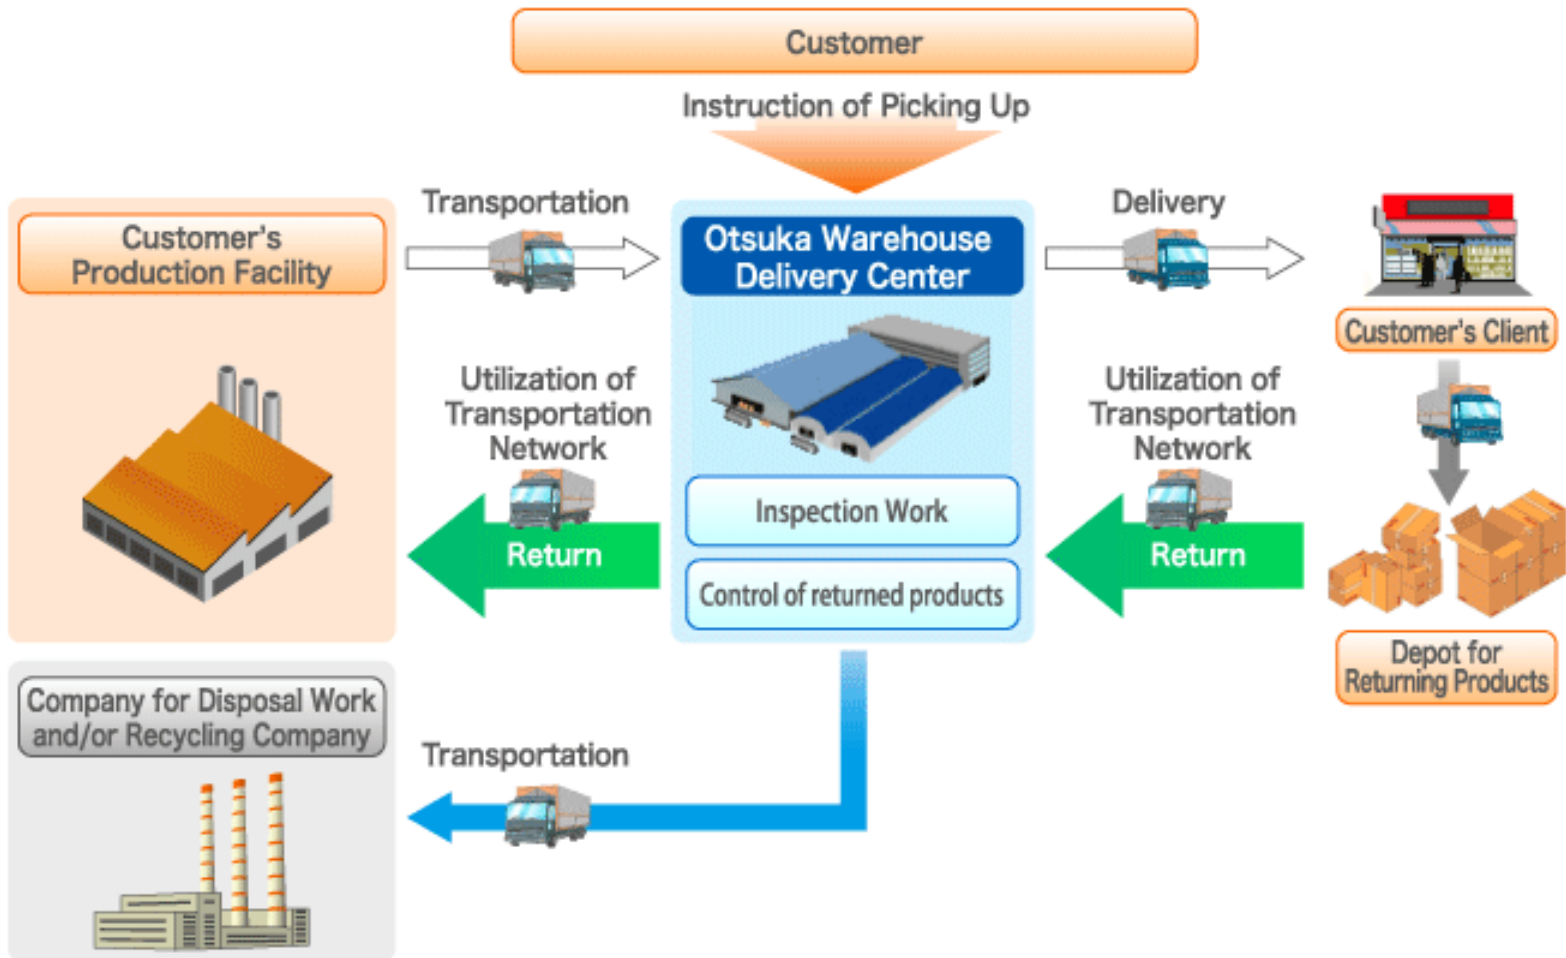 Customer
Instruction of Picking Up
Transportation
Delivery
Customer's
Production Facility
Otsuka Warehouse
Delivery Center
Customer's Client
Utilization of
Transportation
Network
Utilization of
Transportation
Network
Inspection Work
Return
Return
Control of returned products
Depot for
Returning Products
Company for Disposal Work
and/or Recycling Company
Transportation